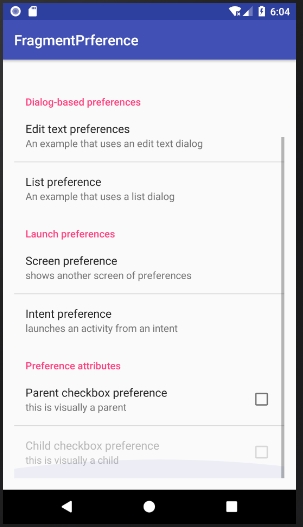 6:04
FragmentPrference
Dialog-based preferences
Edit text preferences
An example that uses an edit text dialog
List preference
An example that uses a list dialog
Launch preferences
Screen preference
shows another screen of preferences
Intent preference
launches an activity from an intent
Preference attributes
Parent checkbox preference
this is visually a parent
Child checkbox preference
this is visually a child